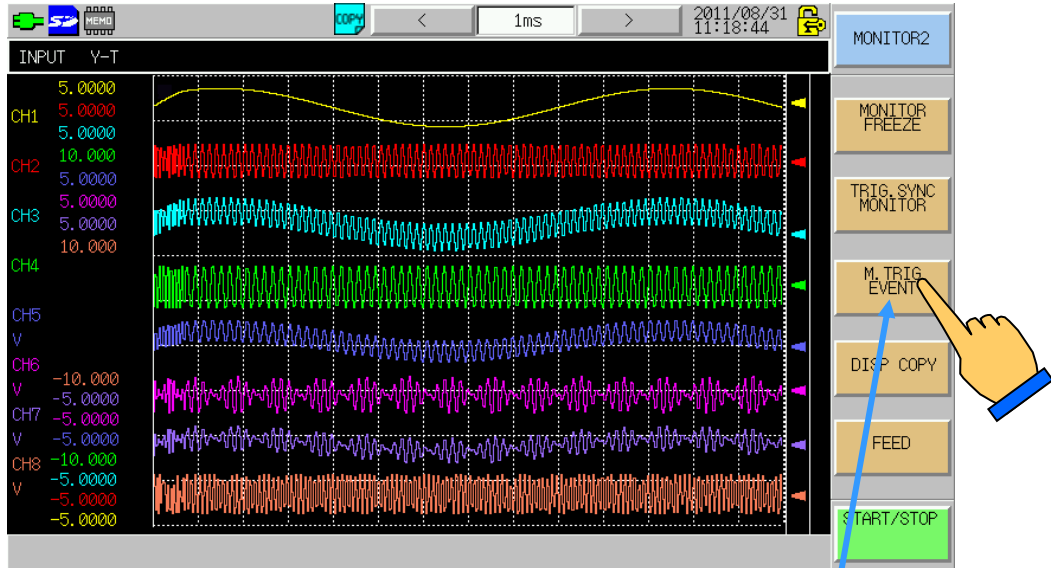 MEMO
COPY
<
1ms
>
2011/08/31
11:18:44
MONITOR2
INPUT Y-T
5.0000
CH1
5.0000
5.0000
CH2
10.000
5.0000
5.0000
CH3
5.0000
10.000
CH4
CH5
V
CH6
-10.000
V
-5.0000
CH7
-5.0000
V
-5.0000
CH8
-10.000
-5.0000
V
-5.0000
-5.0000
MONITOR
FREEZE
TRIG.SYNC
MONITOR
M.TRIG
EVENT
DISP COPY
FEED
START/STOP